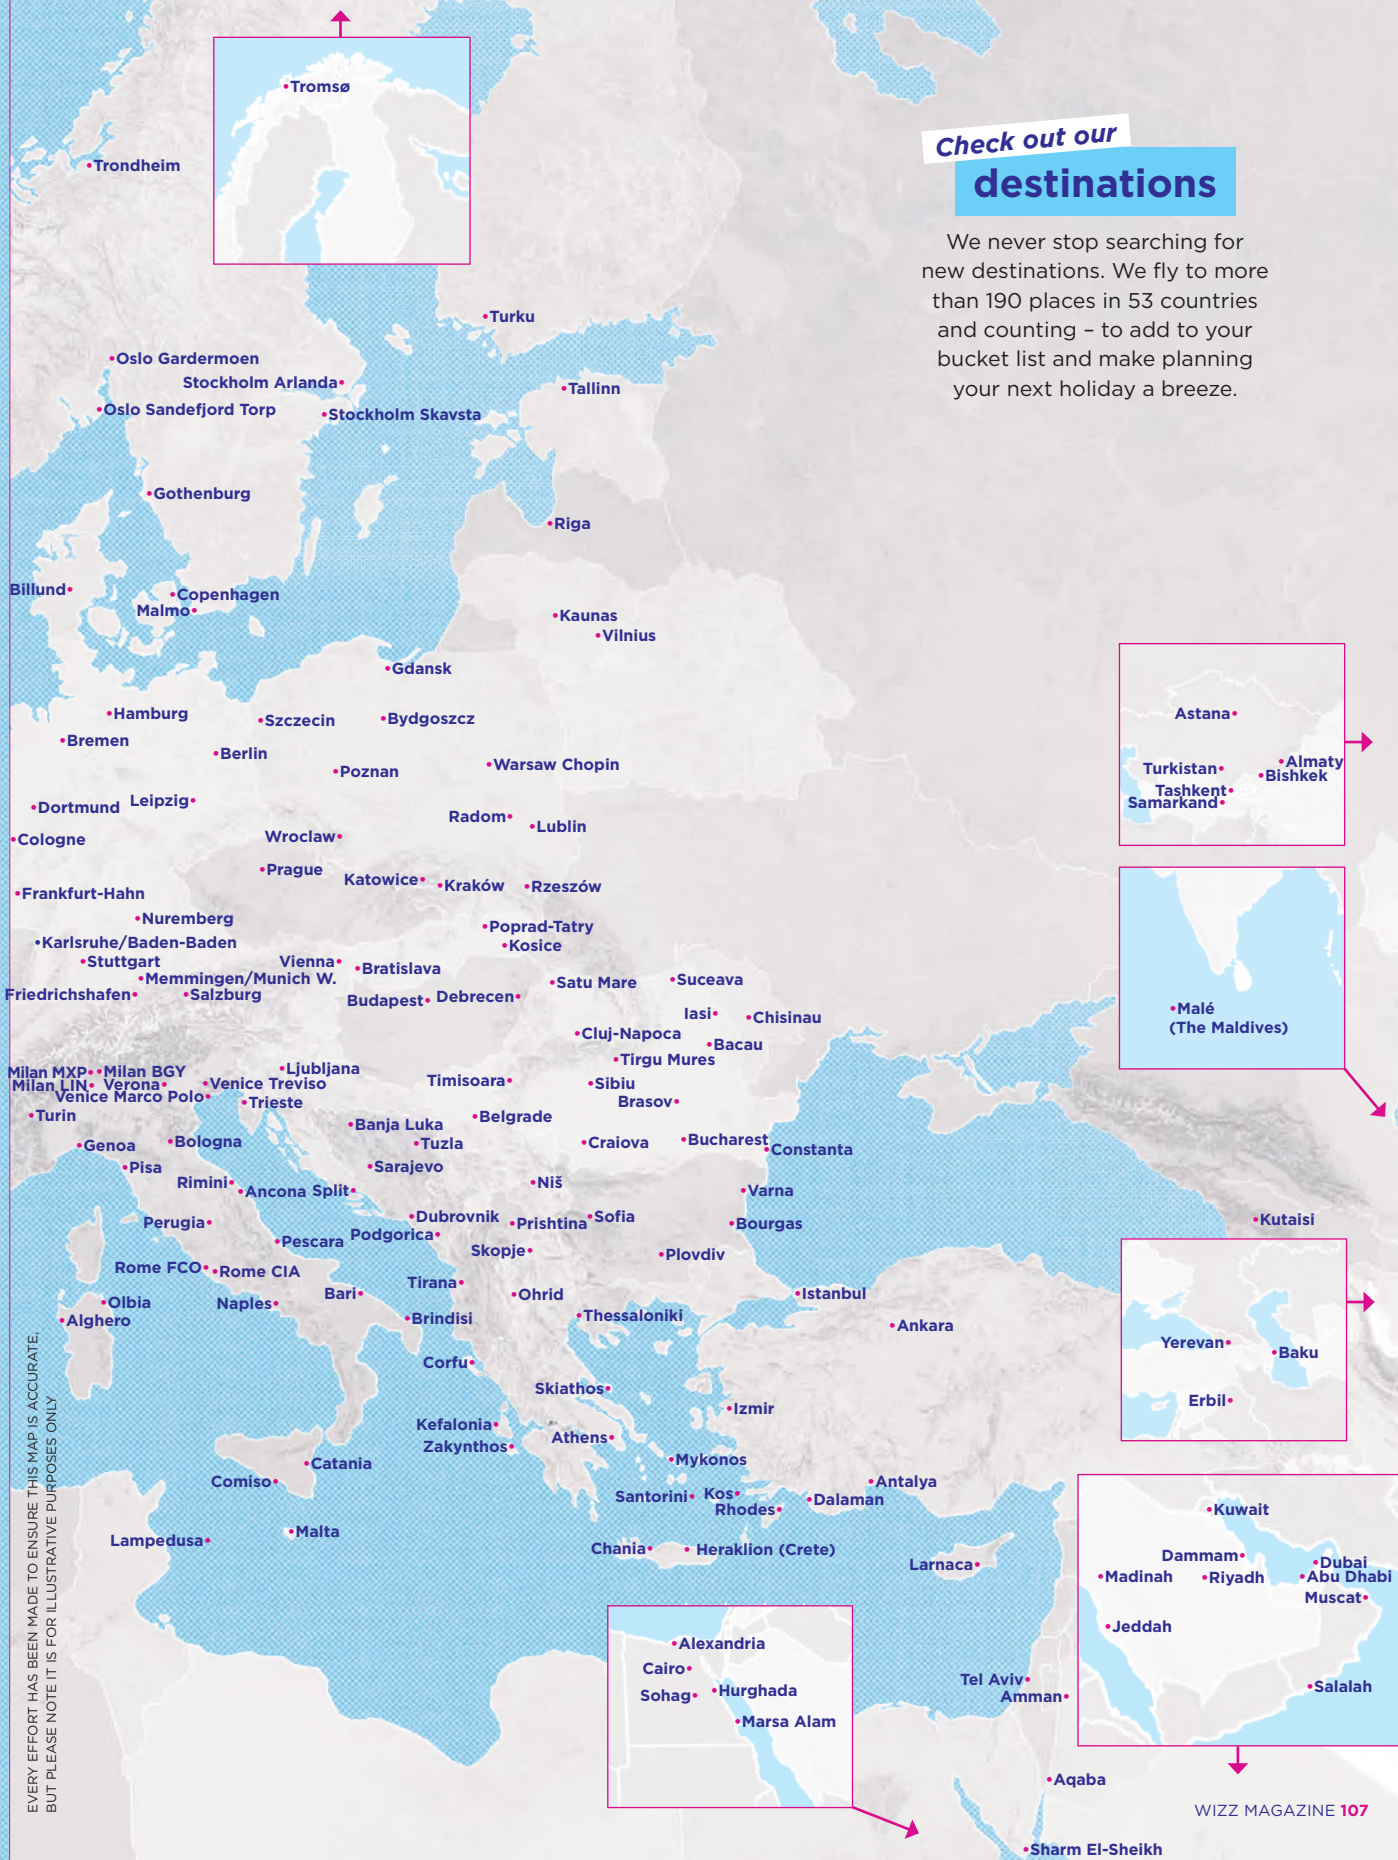 Tromsø
Trondheim
Check out our
destinations
We never stop searching for
new destinations. We fly to more
than 190 places in 53 countries
and counting – to add to your
bucket list and make planning
your next holiday a breeze.
Turku
Oslo Gardermoen
Stockholm Arlanda
Tallinn
Oslo Sandefjord Torp
Stockholm Skavsta
Gothenburg
Riga
Billund
Copenhagen
Malmo
Kaunas
Vilnius
Gdansk
Hamburg
Szczecin
Bydgoszcz
Bremen
Berlin
Poznan
Warsaw Chopin
Dortmund
Leipzig
Radom
Lublin
Cologne
Wroclaw
Prague
Katowice
Kraków
Rzeszów
Frankfurt-Hahn
Nuremberg
Poprad-Tatry
Karlsruhe/Baden-Baden
Kosice
Stuttgart
Vienna
Bratislava
Memmingen/Munich W.
Satu Mare
Suceava
Friedrichshafen
Salzburg
Budapest
Debrecen
Iasi
Chisinau
Cluj-Napoca
Bacau
Tirgu Mures
Astana
Almaty
Turkistan
Bishkek
Tashkent
Samarkand
Malé
(The Maldives)
Milan MXP
Milan BGY
Ljubljana
Milan LIN
Verona
Venice Treviso
Timisoara
Sibiu
Venice Marco Polo
Trieste
Brasov
Turin
Banja Luka
Belgrade
Genoa
Bologna
Tuzla
Craiova
Bucharest
Constanta
Pisa
Sarajevo
Rimini
Ancona
Split
Niš
Varna
Perugia
Dubrovnik
Prishtina
Sofia
Bourgas
Kutaisi
Pescara
Podgorica
Skopje
Plovdiv
Rome FCO
Rome CIA
Tirana
Ohrid
Istanbul
Olbia
Naples
Bari
Alghero
Brindisi
Thessaloniki
Ankara
Yerevan
Baku
Erbil
Corfu
Skiathos
Izmir
Kefalonia
Zakynthos
Athens
Mykonos
Catania
Comiso
Antalya
Santorini
Kos
Dalaman
Rhodes
Malta
Lampedusa
Chania
Heraklion (Crete)
Larnaca
Kuwait
Dammam
Dubai
Madinah
Riyadh
Abu Dhabi
Muscat
Jeddah
Salalah
Alexandria
Cairo
Sohag
Hurghada
Marsa Alam
Tel Aviv
Amman
Aqaba
Sharm El-Sheikh
EVERY EFFORT HAS BEEN MADE TO ENSURE THIS MAP IS ACCURATE,
BUT PLEASE NOTE IT IS FOR ILLUSTRATIVE PURPOSES ONLY
WIZZ MAGAZINE 107